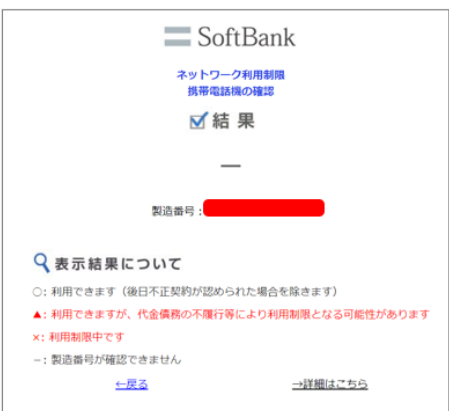 SoftBank
ネットワーク利用制限
携帯電話機の確認
結果
―
製造番号：
表示結果について
○: 利用できます（後日不正契約が認められた場合を除きます）
▲: 利用できますが、代金債務の不履行等により利用制限となる可能性があります
×: 利用制限中です
−: 製造番号が確認できません
←戻る
→詳細はこちら